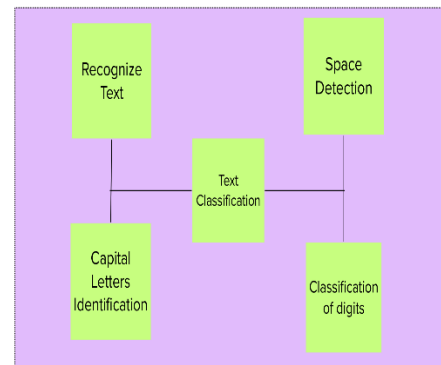 Recognize
Text
Space
Detection
Text
Classification
Capital
Letters
Identification
Classification
of digits